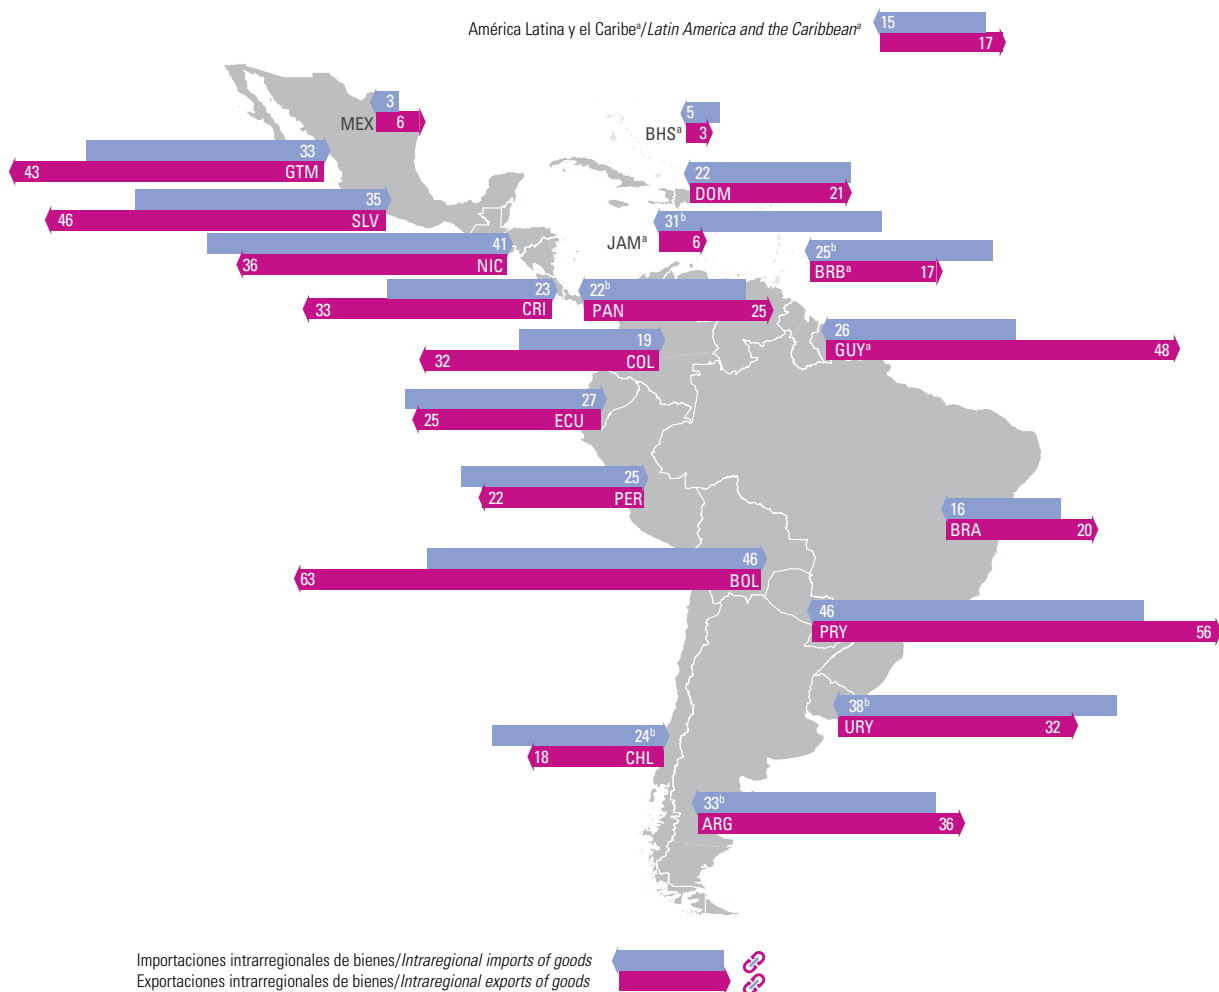 América Latina y el Caribeᵃ/Latin America and the Caribbeanᵃ
15
17
3
MEX 6
5
BHSᵃ 3
33
43 GTM
22
DOM 21
35
46 SLV
31ᵇ
JAMᵃ 6
41
36 NIC
25ᵇ
BRBᵃ 17
23
33 CRI
22ᵇ
PAN 25
19
32 COL
26
GUYᵃ 48
27
25 ECU
25
22 PER
16
BRA 20
46
63 BOL
46
PRY 56
38ᵇ
URY 32
24ᵇ
18 CHL
33ᵇ
ARG 36
Importaciones intrarregionales de bienes/Intraregional imports of goods
Exportaciones intrarregionales de bienes/Intraregional exports of goods